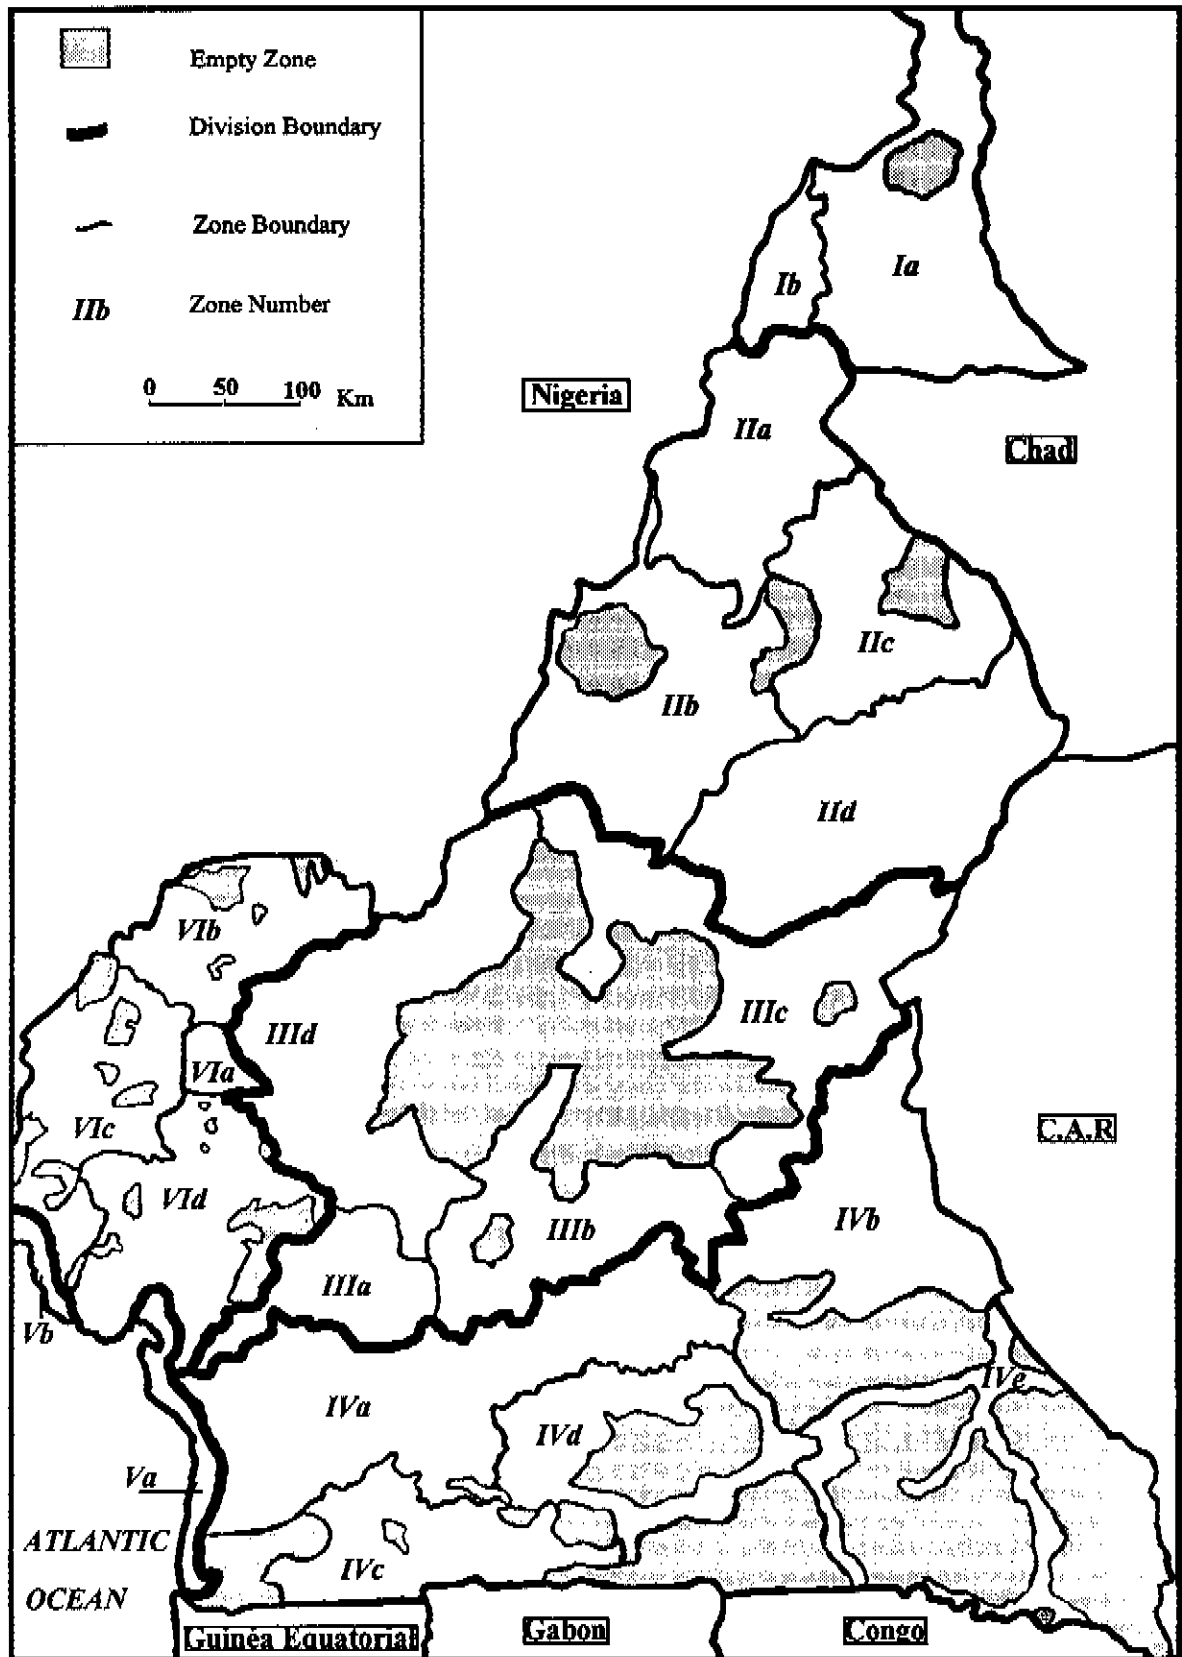 Empty Zone
Division Boundary
Zone Boundary
IIb Zone Number
0 50 100 Km
Ia
Ib
Nigeria
IIa
Chad
IIc
IIb
IId
VIb
IIId
IIIc
VIa
VIc
C.A.R
VId
IVb
IIIb
IIIa
Vb
IVe
IVa
IVd
Va
ATLANTIC
OCEAN
IVc
Guinéa Equatorial
Gabon
Congo